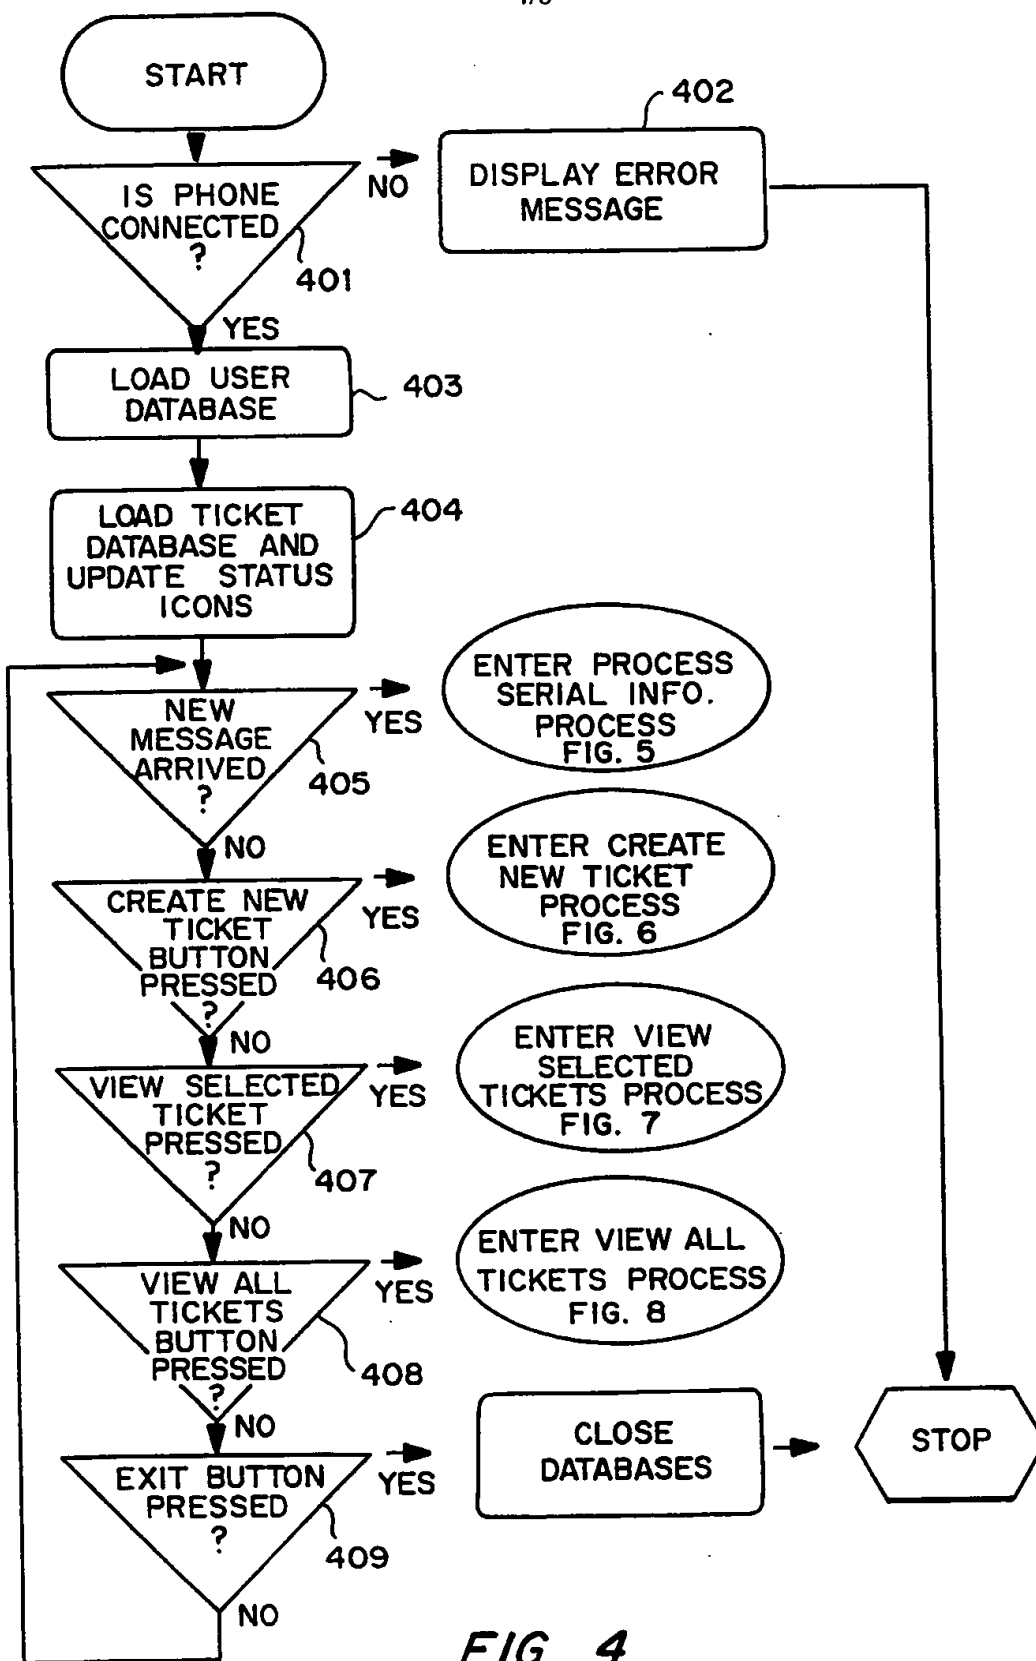 START
402
IS PHONE
CONNECTED
?
NO
DISPLAY ERROR
MESSAGE
401
YES
LOAD USER
DATABASE
403
LOAD TICKET
DATABASE AND
UPDATE STATUS
ICONS
404
NEW
MESSAGE
ARRIVED
?
YES
405
ENTER PROCESS
SERIAL INFO.
PROCESS
FIG. 5
NO
CREATE NEW
TICKET
BUTTON
PRESSED
?
YES
406
ENTER CREATE
NEW TICKET
PROCESS
FIG. 6
NO
VIEW SELECTED
TICKET
PRESSED
?
YES
407
ENTER VIEW
SELECTED
TICKETS PROCESS
FIG. 7
NO
VIEW ALL
TICKETS
BUTTON
PRESSED
?
YES
408
ENTER VIEW ALL
TICKETS PROCESS
FIG. 8
NO
EXIT BUTTON
PRESSED
?
YES
409
CLOSE
DATABASES
STOP
NO
FIG 4